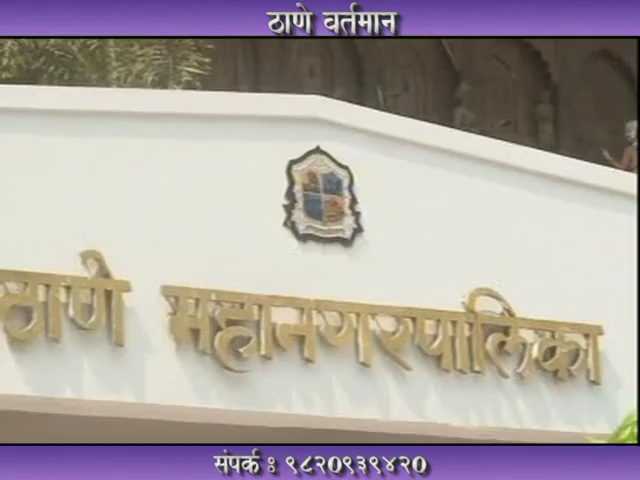 ठाणे वर्तमान
ठाणे महानगरपालिका
संपर्क : ९८२०९३९४२०